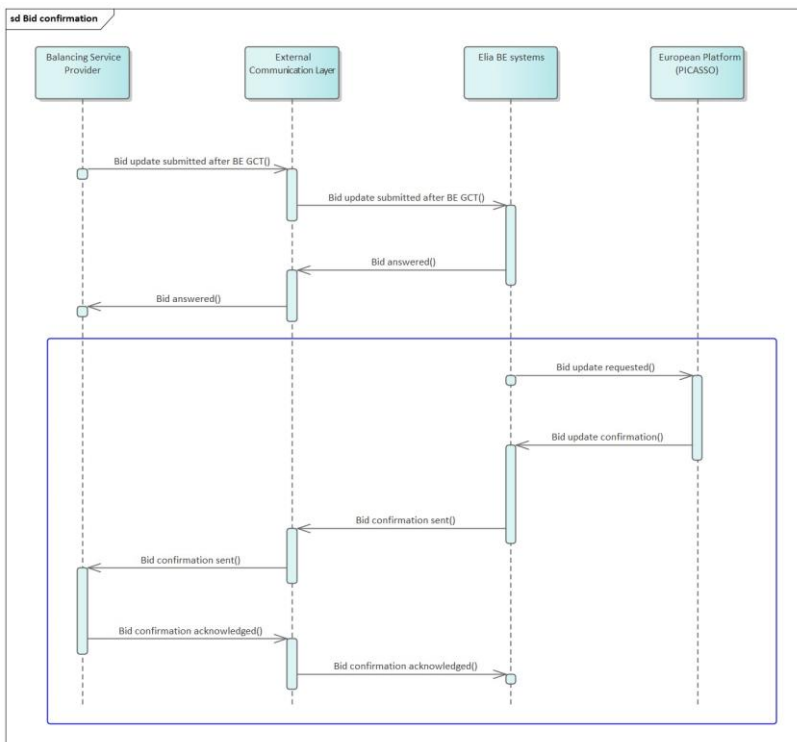 sd Bid confirmation
Balancing Service
Provider
External
Communication Layer
Elia BE systems
European Platform
(PICASSO)
Bid update submitted after BE GCT()
Bid update submitted after BE GCT()
Bid answered()
Bid answered()
Bid update requested()
Bid update confirmation()
Bid confirmation sent()
Bid confirmation sent()
Bid confirmation acknowledged()
Bid confirmation acknowledged()